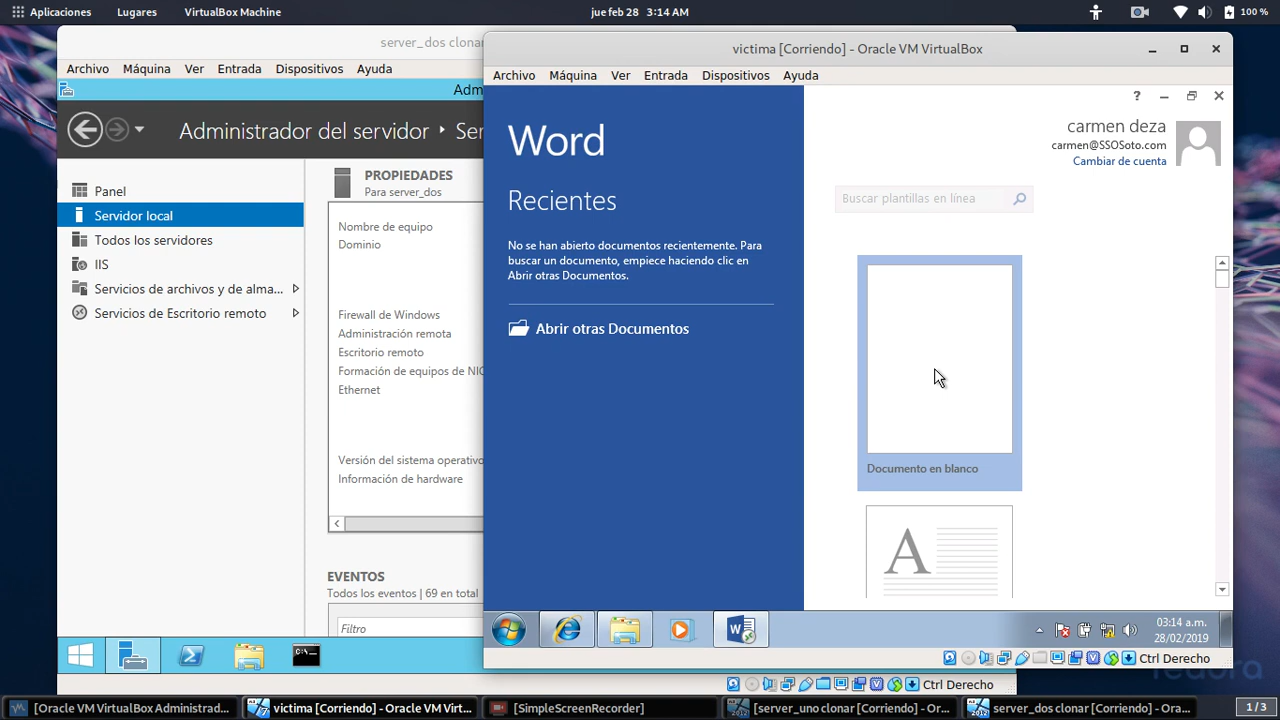 Aplicaciones
Lugares
VirtualBox Machine
jue feb 28 3:14 AM
100 %
server_dos clonar
Archivo Máquina Ver Entrada Dispositivos Ayuda
Adm
Administrador del servidor
Ser
Panel
Servidor local
Todos los servidores
IIS
Servicios de archivos y de alma...
Servicios de Escritorio remoto
PROPIEDADES
Para server_dos
Nombre de equipo
Dominio
Firewall de Windows
Administración remota
Escritorio remoto
Formación de equipos de NIC
Ethernet
Versión del sistema operativo
Información de hardware
EVENTOS
Todos los eventos | 69 en total
Filtro
Ctrl Derecho
victima [Corriendo] - Oracle VM VirtualBox
Archivo Máquina Ver Entrada Dispositivos Ayuda
Word
Recientes
No se han abierto documentos recientemente. Para
buscar un documento, empiece haciendo clic en
Abrir otras Documentos.
Abrir otras Documentos
carmen deza
carmen@SSOSoto.com
Cambiar de cuenta
Buscar plantillas en línea
Documento en blanco
A
03:14 a.m.
28/02/2019
Ctrl Derecho
fedora
[Oracle VM VirtualBox Administrad...
victima [Corriendo] - Oracle VM Virt...
[SimpleScreenRecorder]
[server_uno clonar [Corriendo] - Or...
server_dos clonar [Corriendo] - Or...
1 / 3